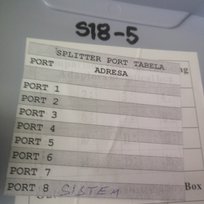 S18-5
SPLITTER PORT TABELA
PORT ADRESA
PORT 1
PORT 2
PORT 3
PORT 4
PORT 5
PORT 6
PORT 7
PORT 8 SISTEM
Box